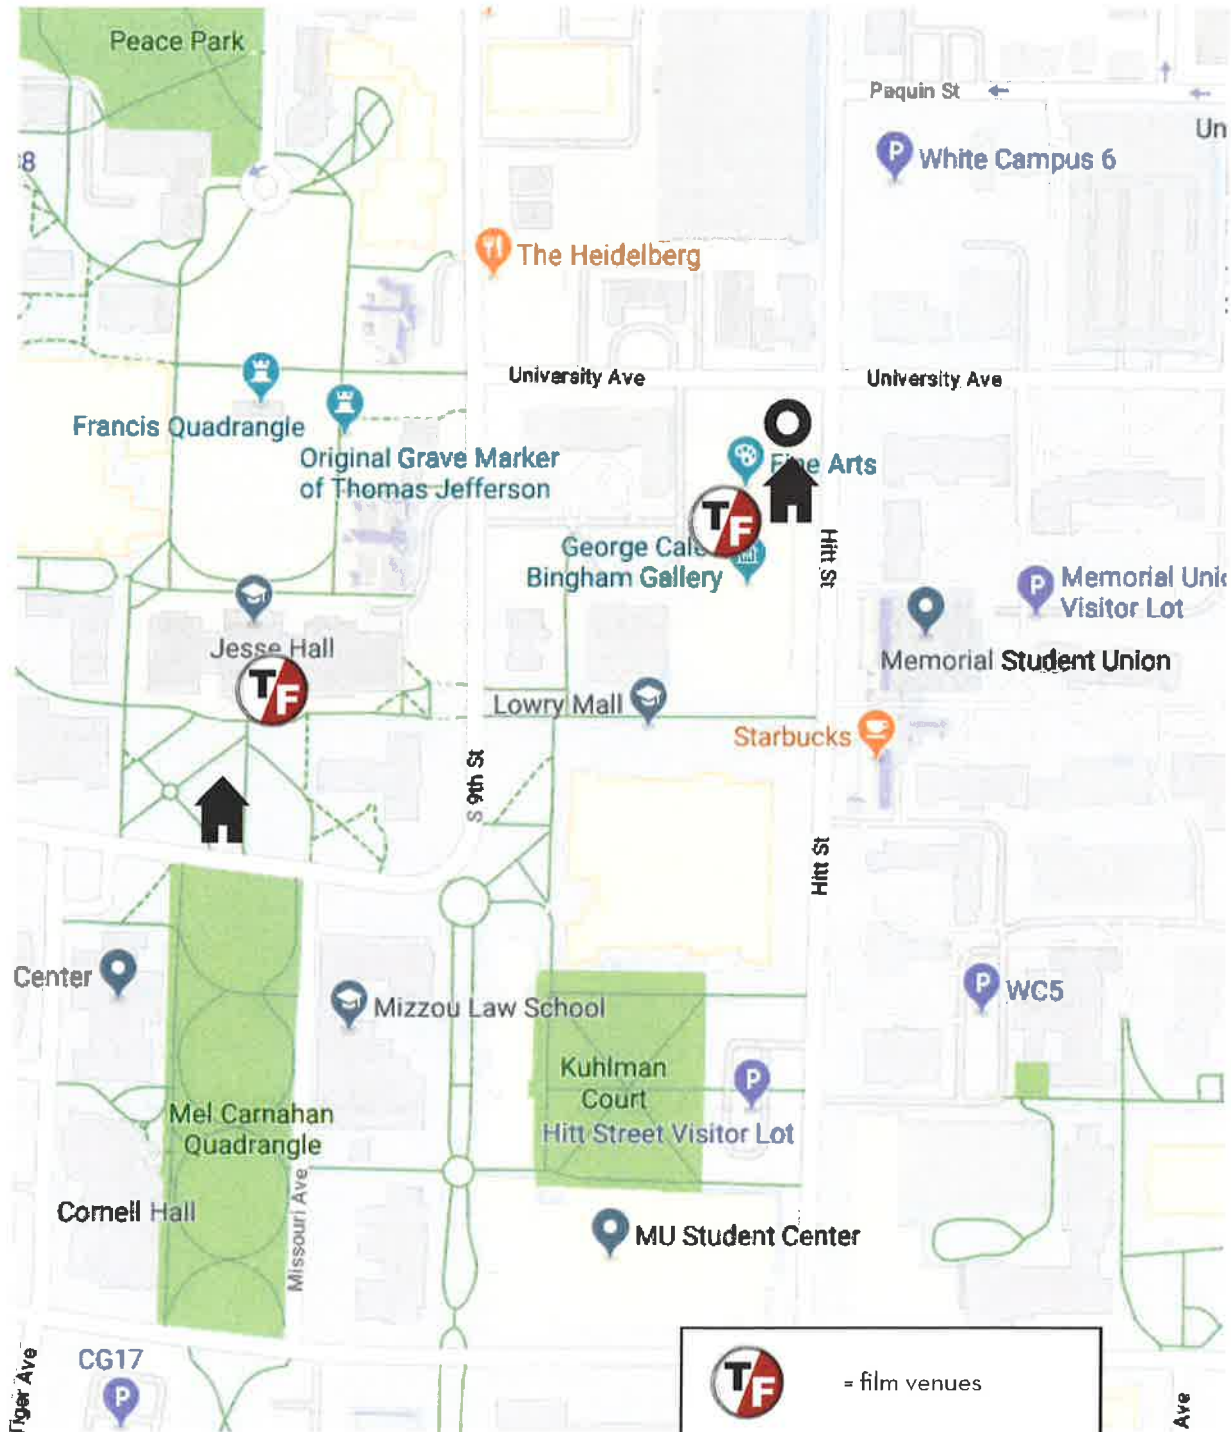 Peace Park
Paquin St
Un
White Campus 6
8
The Heidelberg
University Ave
University Ave
Francis Quadrangle
Original Grave Marker
of Thomas Jefferson
Fine Arts
T/F
George Cale
Bingham Gallery
Hitt St
Memorial Unio
Visitor Lot
Jesse Hall
T/F
Memorial Student Union
Lowry Mall
Starbucks
S 9th St
Hitt St
Center
Mizzou Law School
WC5
Kuhlman
Court
Mel Carnahan
Quadrangle
Hitt Street Visitor Lot
Cornell Hall
Missouri Ave
MU Student Center
CG17
Tiger Ave
T/F = film venues
Ave